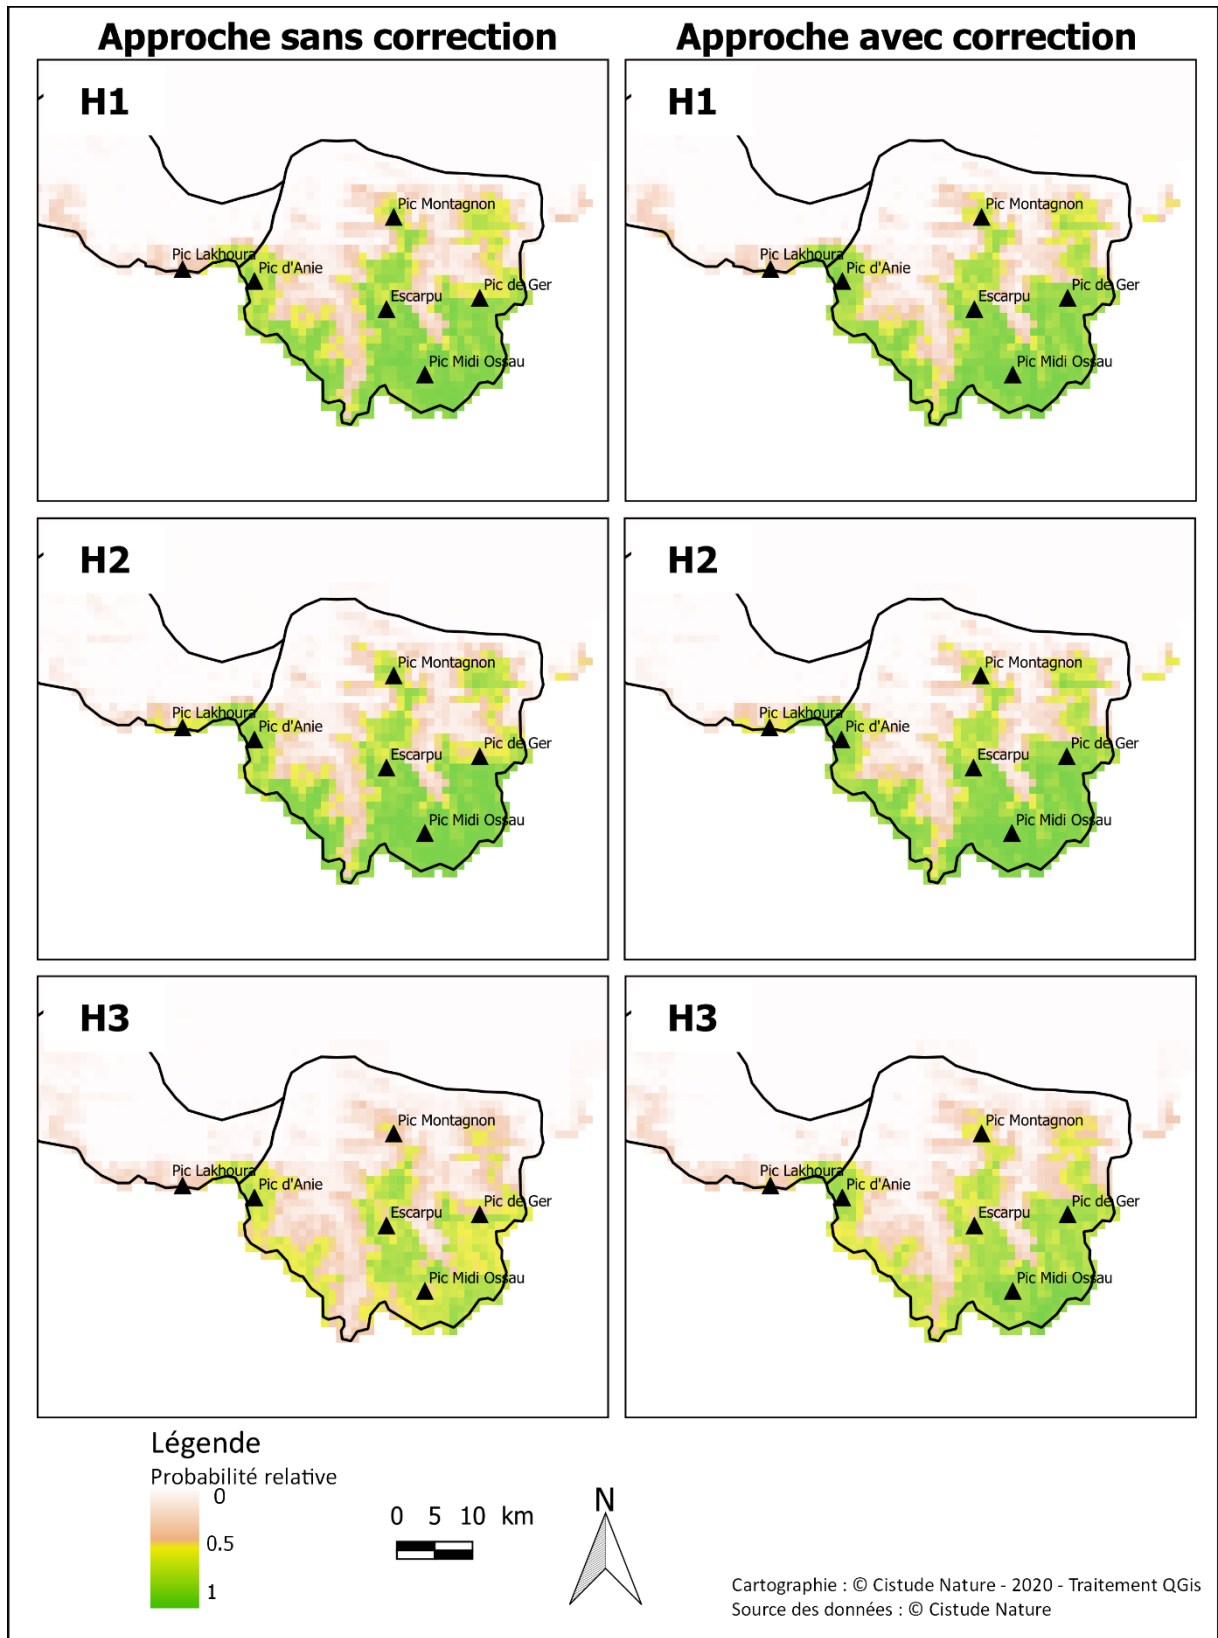 Approche sans correction
Approche avec correction
H1
Pic Montagnon
Pic Lakhoura
Pic d'Anie
Pic de Ger
Escarpu
Pic Midi Ossau
H1
Pic Montagnon
Pic Lakhoura
Pic d'Anie
Pic de Ger
Escarpu
Pic Midi Ossau
H2
Pic Montagnon
Pic Lakhoura
Pic d'Anie
Pic de Ger
Escarpu
Pic Midi Ossau
H2
Pic Montagnon
Pic Lakhoura
Pic d'Anie
Pic de Ger
Escarpu
Pic Midi Ossau
H3
Pic Montagnon
Pic Lakhoura
Pic d'Anie
Pic de Ger
Escarpu
Pic Midi Ossau
H3
Pic Montagnon
Pic Lakhoura
Pic d'Anie
Pic de Ger
Escarpu
Pic Midi Ossau
Légende
Probabilité relative
0
0.5
1
0 5 10 km
N
Cartographie : © Cistude Nature - 2020 - Traitement QGis
Source des données : © Cistude Nature